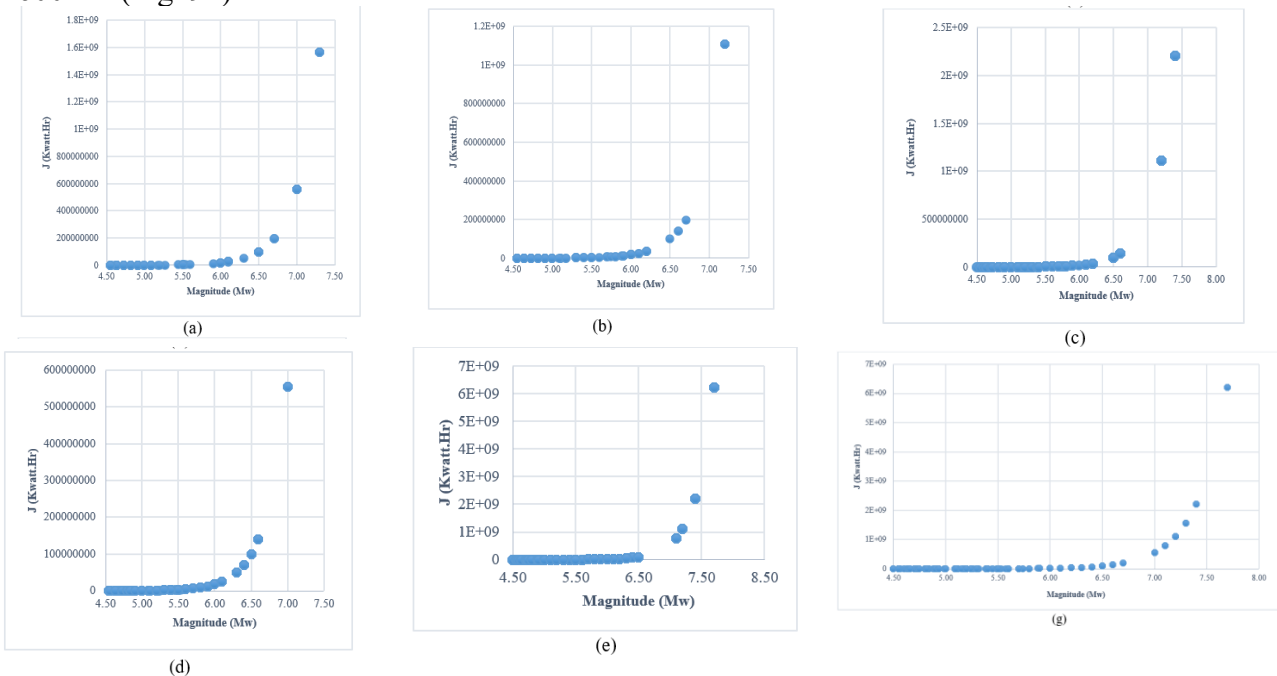 1.8E+09
1.6E+09
1.4E+09
1.2E+09
1E+09
800000000
600000000
400000000
200000000
0
4.50 5.00 5.50 6.00 6.50 7.00 7.50
J (Kwatt.Hr)
Magnitude (Mw)
(a)
1.2E+09
1E+09
800000000
600000000
400000000
200000000
0
4.50 5.00 5.50 6.00 6.50 7.00 7.50
J (Kwatt.Hr)
Magnitude (Mw)
(b)
2.5E+09
2E+09
1.5E+09
1E+09
500000000
0
4.50 5.00 5.50 6.00 6.50 7.00 7.50 8.00
J (Kwatt.Hr)
Magnitude (Mw)
(c)
600000000
500000000
400000000
300000000
200000000
100000000
0
4.50 5.00 5.50 6.00 6.50 7.00 7.50
J (Kwatt.Hr)
Magnitude (Mw)
(d)
7E+09
6E+09
5E+09
4E+09
3E+09
2E+09
1E+09
0
4.50 5.50 6.50 7.50 8.50
J (Kwatt.Hr)
Magnitude (Mw)
(e)
7E+09
6E+09
5E+09
4E+09
3E+09
2E+09
1E+09
0
4.50 5.00 5.50 6.00 6.50 7.00 7.50 8.00
J (Kwatt.Hr)
Magnitude (Mw)
(g)